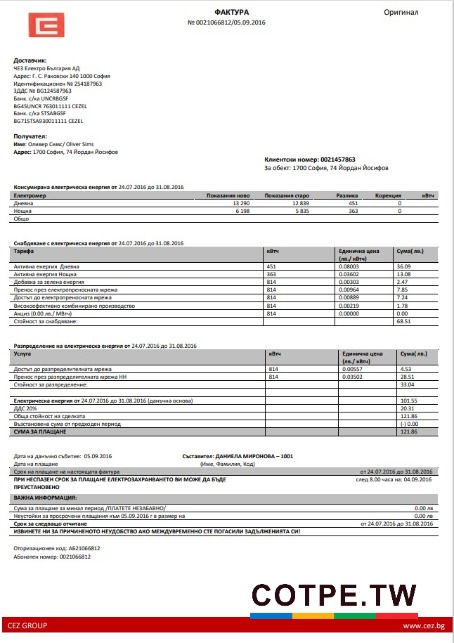 ФАКТУРА
Оригинал
№ 0021066812/05.09.2016
Доставчик:
ЧЕЗ Електро България АД
Адрес: Г. С. Раковски 140 1000 София
Идентификационен № 254187963
ЗДДС № BG124587963
Банк. с/ка UNCRBGSF
BG45UNCR 763011111 CEZEL
Банк. с/ка STSABGSF
BG71STSA930011111 CEZEL
Получател:
Име: Оливер Симс/ Oliver Sims
Адрес: 1700 София, 74 Йордан Йосифов
Клиентски номер: 0021457863
За обект: 1700 София, 74 Йордан Йосифов
Консумирана електрическа енергия от 24.07.2016 до 31.08.2016
Електромер Показания ново Показания старо Разлика Корекция кВтч
Дневна 13 290 12 839 451 0
Нощна 6 198 5 835 363 0
Общо
Снабдяване с електрическа енергия от 24.07.2016 до 31.08.2016
Тарифа кВтч Единична цена (лв./ кВтч) Сума( лв.)
Активна енергия Дневна 451 0.08003 36.09
Активна енергия Нощна 363 0.03602 13.08
Добавка за зелена енергия 814 0.00303 2.47
Пренос през електропреносната мрежа 814 0.00964 7.85
Достъп до електропреносната мрежа 814 0.00889 7.24
Високоефективно комбинирано производство 814 0.00219 1.78
Акциз (0.00 лв./ МВтч) 814 0.00000 0.00
Стойност за снабдяване: 68.51
Разпределение на електрическа енергия от 24.07.2016 до 31.08.2016
Услуга кВтч Единична цена (лв./ кВтч) Сума( лв.)
Достъп до разпределителната мрежа 814 0.00557 4.53
Пренос през разпределителната мрежа НН 814 0.03502 28.51
Стойност за разпределение: 33.04
Електрическа енергия от 24.07.2016 до 31.08.2016 (данъчна основа) 101.55
ДДС 20% 20.31
Обща стойност на сделката 121.86
Възстановена сума от предходен период (-) 0.00
СУМА ЗА ПЛАЩАНЕ 121.86
Дата на данъчно събитие: 05.09.2016 Съставител: ДАНИЕЛА МИРОНОВА – 1001
Дата на плащане (Име, Фамилия, Код)
Срок на плащане на настоящата фактура от 24.07.2016 до 31.08.2016
ПРИ НЕСПАЗЕН СРОК ЗА ПЛАЩАНЕ ЕЛЕКТРОЗАХРАНВАНЕТО ВИ МОЖЕ ДА БЪДЕ след 8.00 часа на: 04.09.2016
ПРЕУСТАНОВЕНО
ВАЖНА ИНФОРМАЦИЯ:
Сума за плащане за минал период /ПЛАТЕТЕ НЕЗАБАВНО/ 0.00 лв
Неустойки за просрочени плащания към 05.09.2016 г в размер на 0.00 лв.
Срок за следващо отчитане от 24.07.2016 до 31.08.2016
ИЗВИНЕТЕ НИ ЗА ПРИЧИНЕНОТО НЕУДОБСТВО АКО МЕЖДУВРЕМЕННО СТЕ ПОГАСИЛИ ЗАДЪЛЖЕНИЯТА СИ!
Оторизационен код: АБ21066812
Абонатен номер: 0021066812
COTPE.TW
CEZ GROUP
www.cez.bg